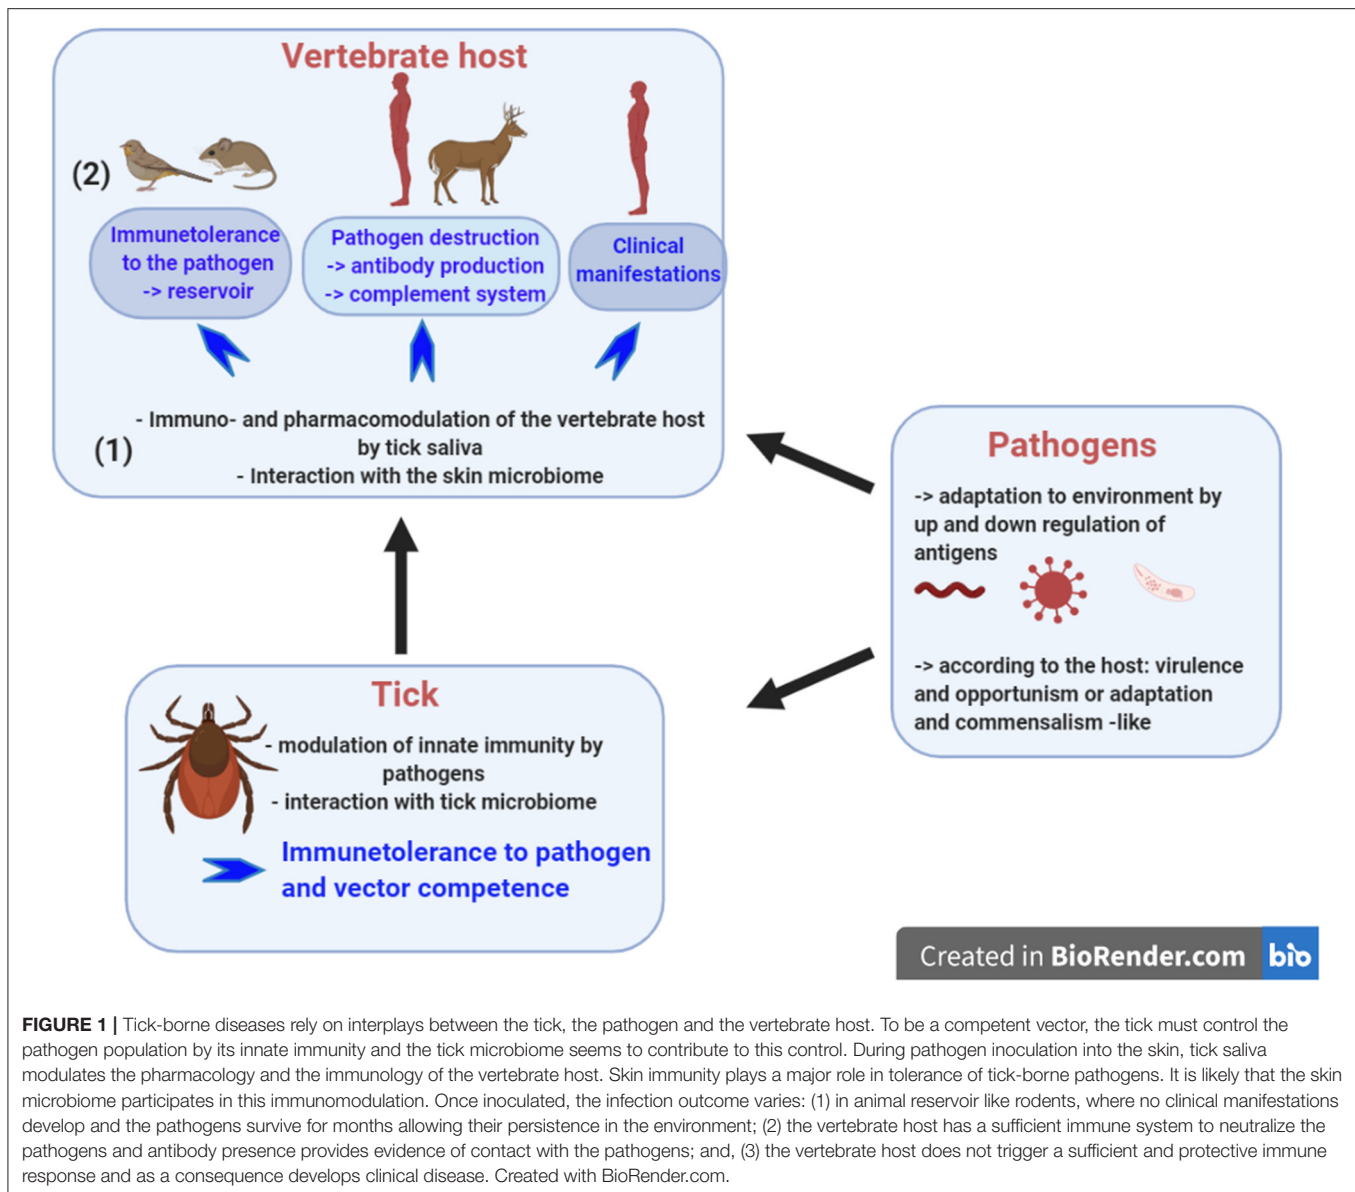 Vertebrate host
(2)
Immunetolerance
to the pathogen
-> reservoir
Pathogen destruction
-> antibody production
-> complement system
Clinical
manifestations
(1)
- Immuno- and pharmacomodulation of the vertebrate host
by tick saliva
- Interaction with the skin microbiome
Pathogens
-> adaptation to environment by
up and down regulation of
antigens
-> according to the host: virulence
and opportunism or adaptation
and commensalism -like
Tick
- modulation of innate immunity by
pathogens
- interaction with tick microbiome
Immunetolerance to pathogen
and vector competence
Created in BioRender.com bio
FIGURE 1 | Tick-borne diseases rely on interplays between the tick, the pathogen and the vertebrate host. To be a competent vector, the tick must control the
pathogen population by its innate immunity and the tick microbiome seems to contribute to this control. During pathogen inoculation into the skin, tick saliva
modulates the pharmacology and the immunology of the vertebrate host. Skin immunity plays a major role in tolerance of tick-borne pathogens. It is likely that the skin
microbiome participates in this immunomodulation. Once inoculated, the infection outcome varies: (1) in animal reservoir like rodents, where no clinical manifestations
develop and the pathogens survive for months allowing their persistence in the environment; (2) the vertebrate host has a sufficient immune system to neutralize the
pathogens and antibody presence provides evidence of contact with the pathogens; and, (3) the vertebrate host does not trigger a sufficient and protective immune
response and as a consequence develops clinical disease. Created with BioRender.com.